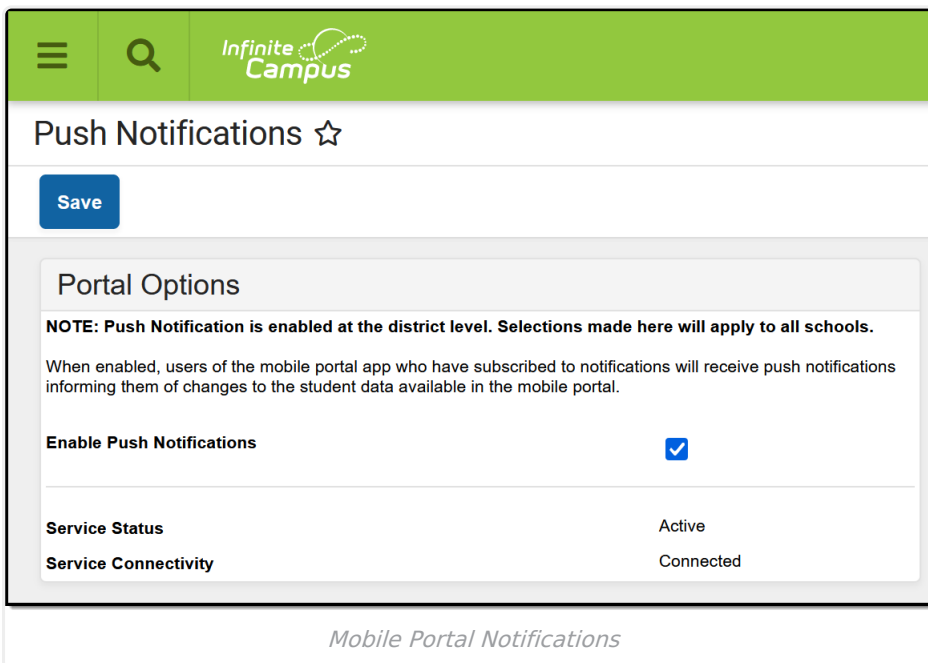 Infinite
Campus
Push Notifications
Save
Portal Options
NOTE: Push Notification is enabled at the district level. Selections made here will apply to all schools.
When enabled, users of the mobile portal app who have subscribed to notifications will receive push notifications
informing them of changes to the student data available in the mobile portal.
Enable Push Notifications
Service Status Active
Service Connectivity Connected
Mobile Portal Notifications